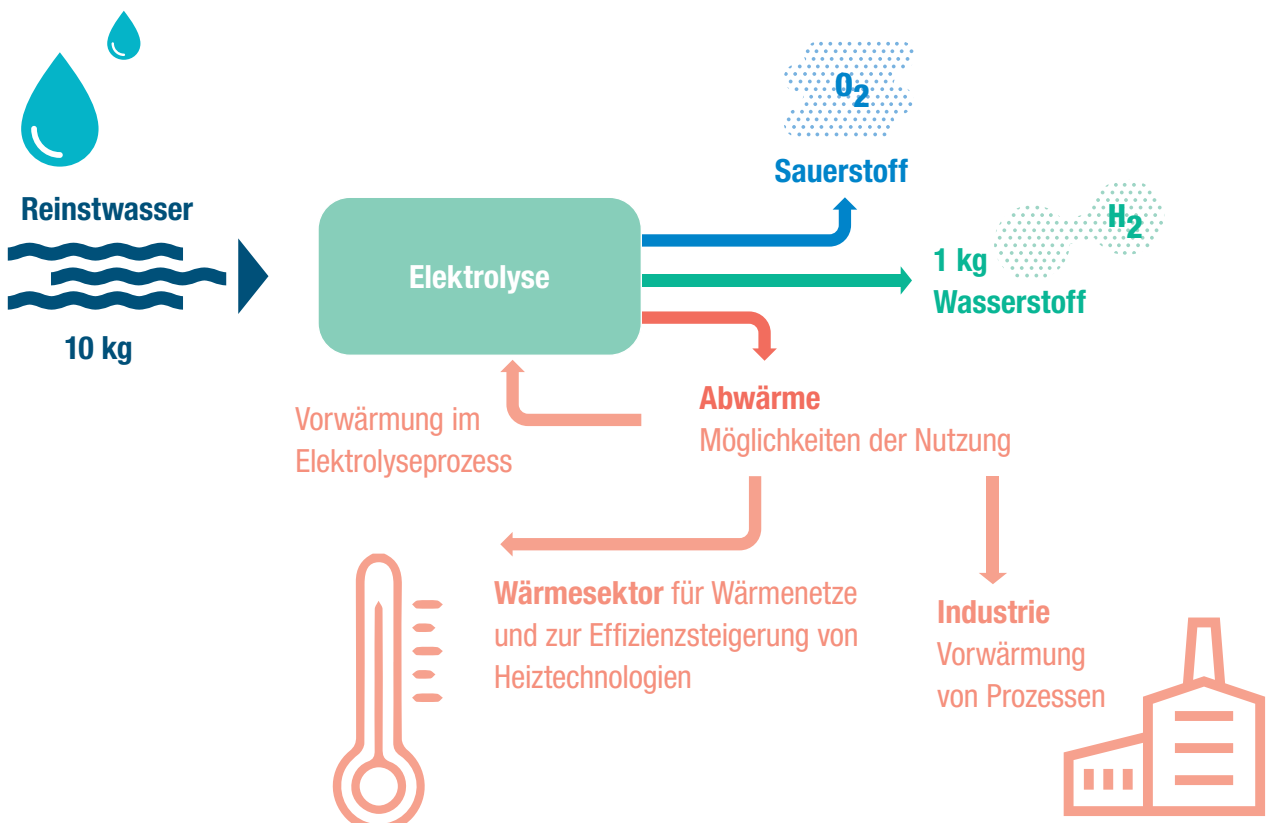 O2
Sauerstoff
Reinstwasser
H2
Elektrolyse
1 kg
Wasserstoff
10 kg
Abwärme
Möglichkeiten der Nutzung
Vorwärmung im
Elektrolyseprozess
Wärmesektor für Wärmenetze
und zur Effizienzsteigerung von
Heiztechnologien
Industrie
Vorwärmung
von Prozessen